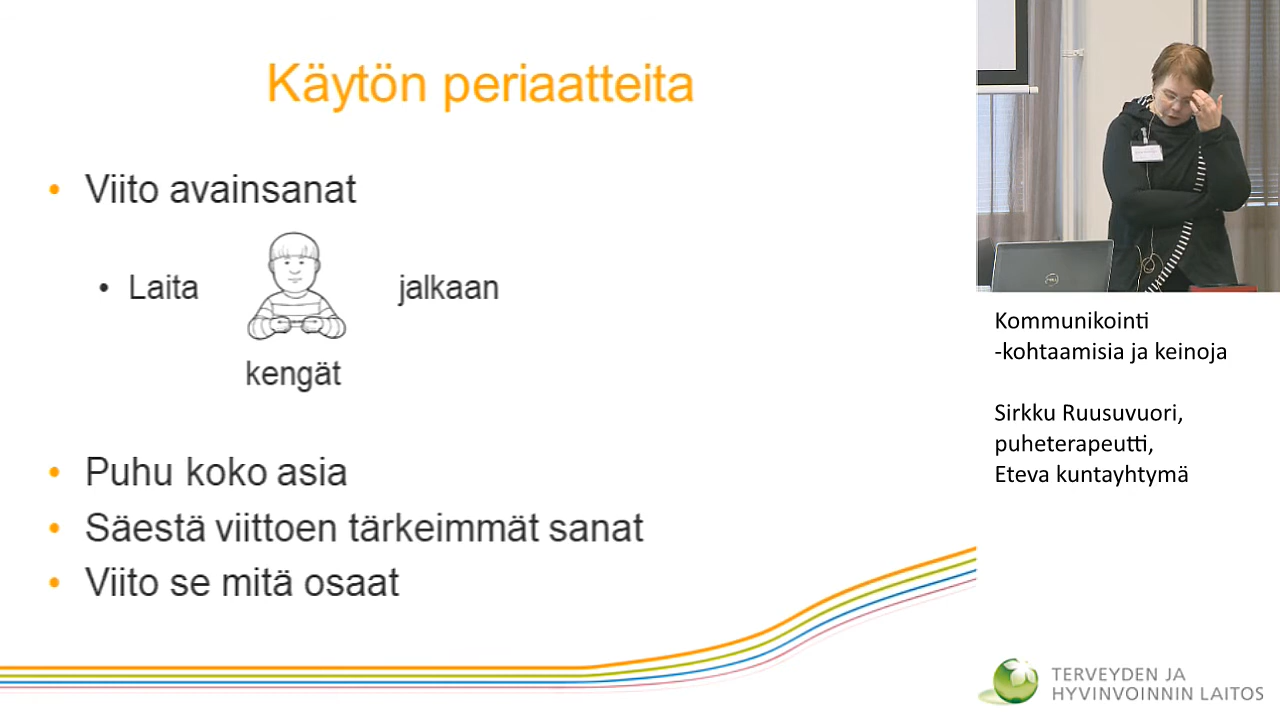 Käytön periaatteita
• Viito avainsanat
• Laita jalkaan
kengät
• Puhu koko asia
• Säestä viittoen tärkeimmät sanat
• Viito se mitä osaat
Kommunikointi
-kohtaamisia ja keinoja
Sirkku Ruusuvuori,
puheterapeutti,
Eteva kuntayhtymä
TERVEYDEN JA
HYVINVOINNIN LAITOS